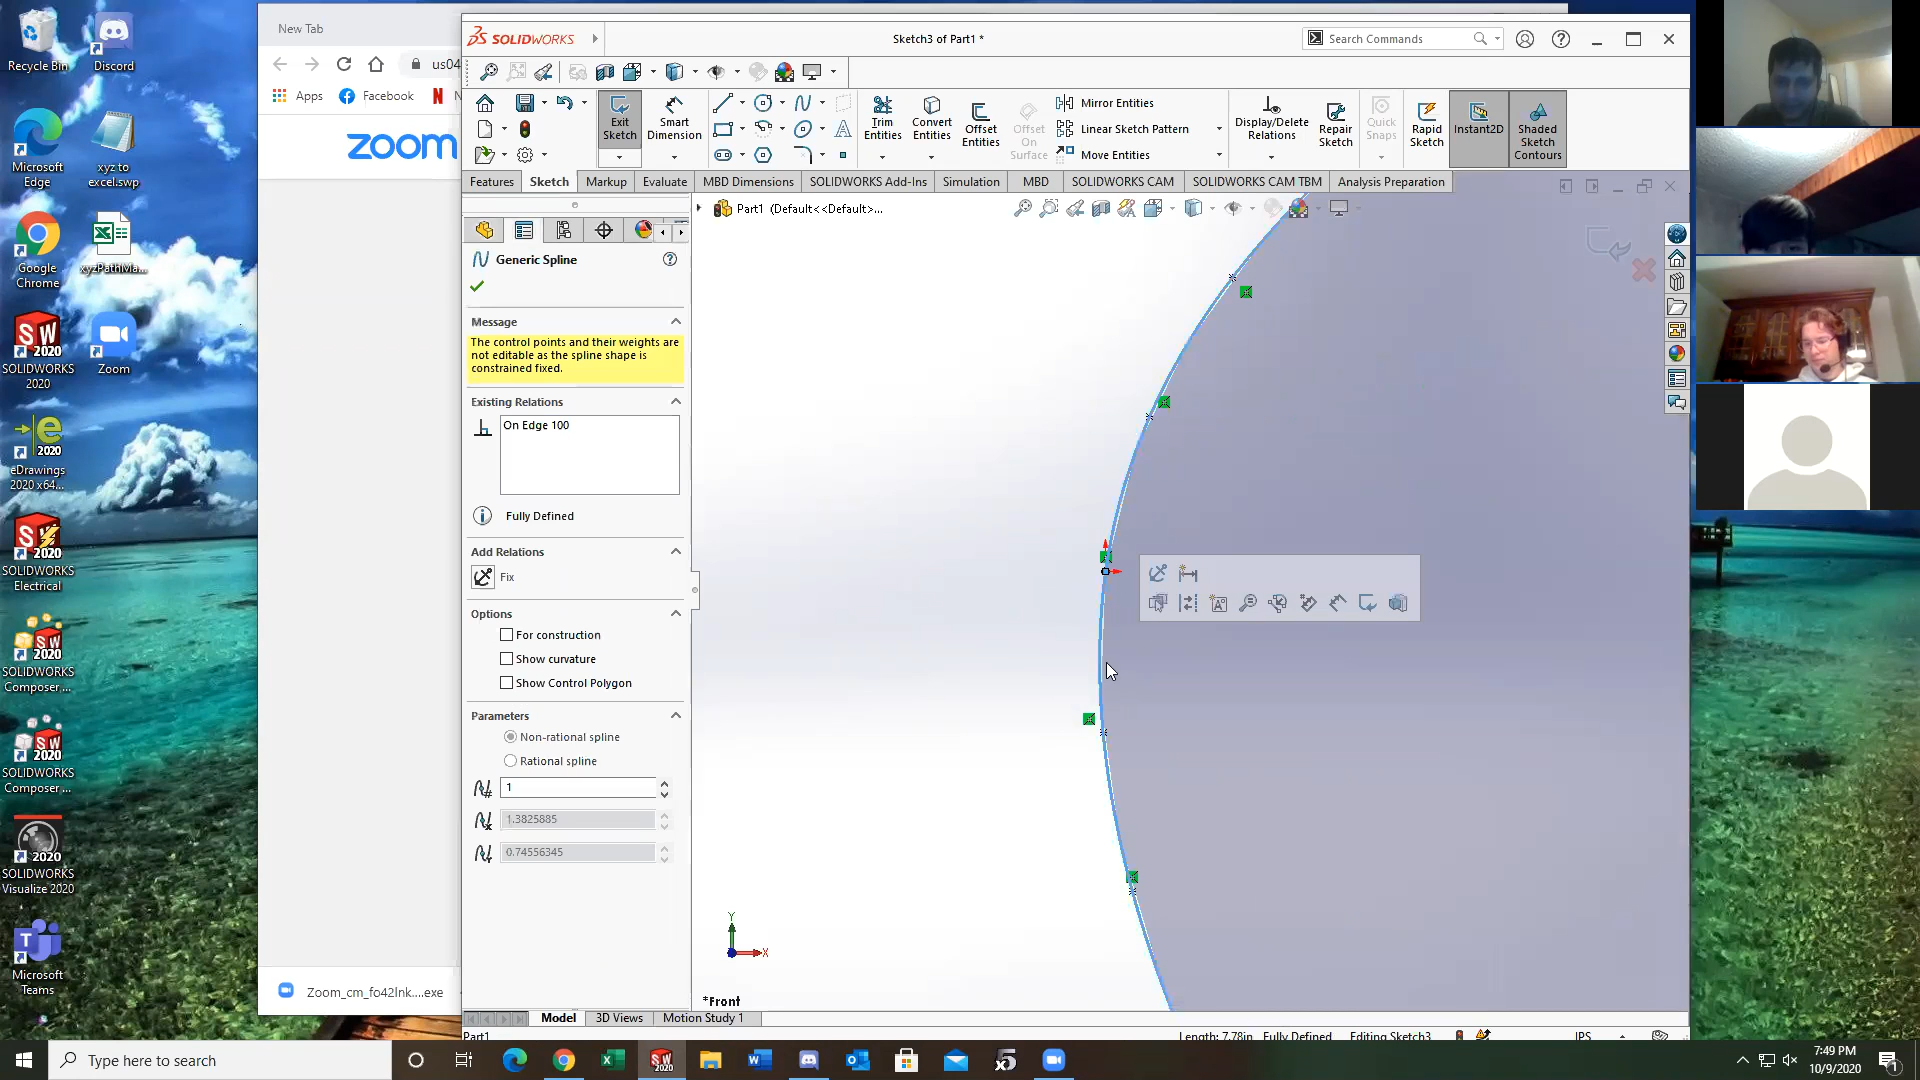 Recycle Bin
Discord
Microsoft
Edge
xyz to
excel.swp
Google
Chrome
xyzPathMa...
SOLIDWORKS
2020
Zoom
eDrawings
2020 x64...
SOLIDWORKS
Electrical
SOLIDWORKS
Composer ...
SOLIDWORKS
Composer ...
SOLIDWORKS
Visualize 2020
Microsoft
Teams
New Tab
us04
Apps
Facebook
zoom
Zoom_cm_fo42lnk....exe
SOLIDWORKS
Sketch3 of Part1 *
Search Commands
Exit
Sketch
Smart
Dimension
Trim
Entities
Convert
Entities
Offset
Entities
Offset
On
Surface
Mirror Entities
Linear Sketch Pattern
Move Entities
Display/Delete
Relations
Repair
Sketch
Quick
Snaps
Rapid
Sketch
Instant2D
Shaded
Sketch
Contours
Features
Sketch
Markup
Evaluate
MBD Dimensions
SOLIDWORKS Add-Ins
Simulation
MBD
SOLIDWORKS CAM
SOLIDWORKS CAM TBM
Analysis Preparation
Part1 (Default<<Default>...
Generic Spline
Message
The control points and their weights are
not editable as the spline shape is
constrained fixed.
Existing Relations
On Edge 100
Fully Defined
Add Relations
Fix
Options
For construction
Show curvature
Show Control Polygon
Parameters
Non-rational spline
Rational spline
1
1.3825885
0.74556345
Y
X
*Front
Model
3D Views
Motion Study 1
Part1
Length: 7.78in
Fully Defined
Editing Sketch3
IPS
Type here to search
7:49 PM
10/9/2020